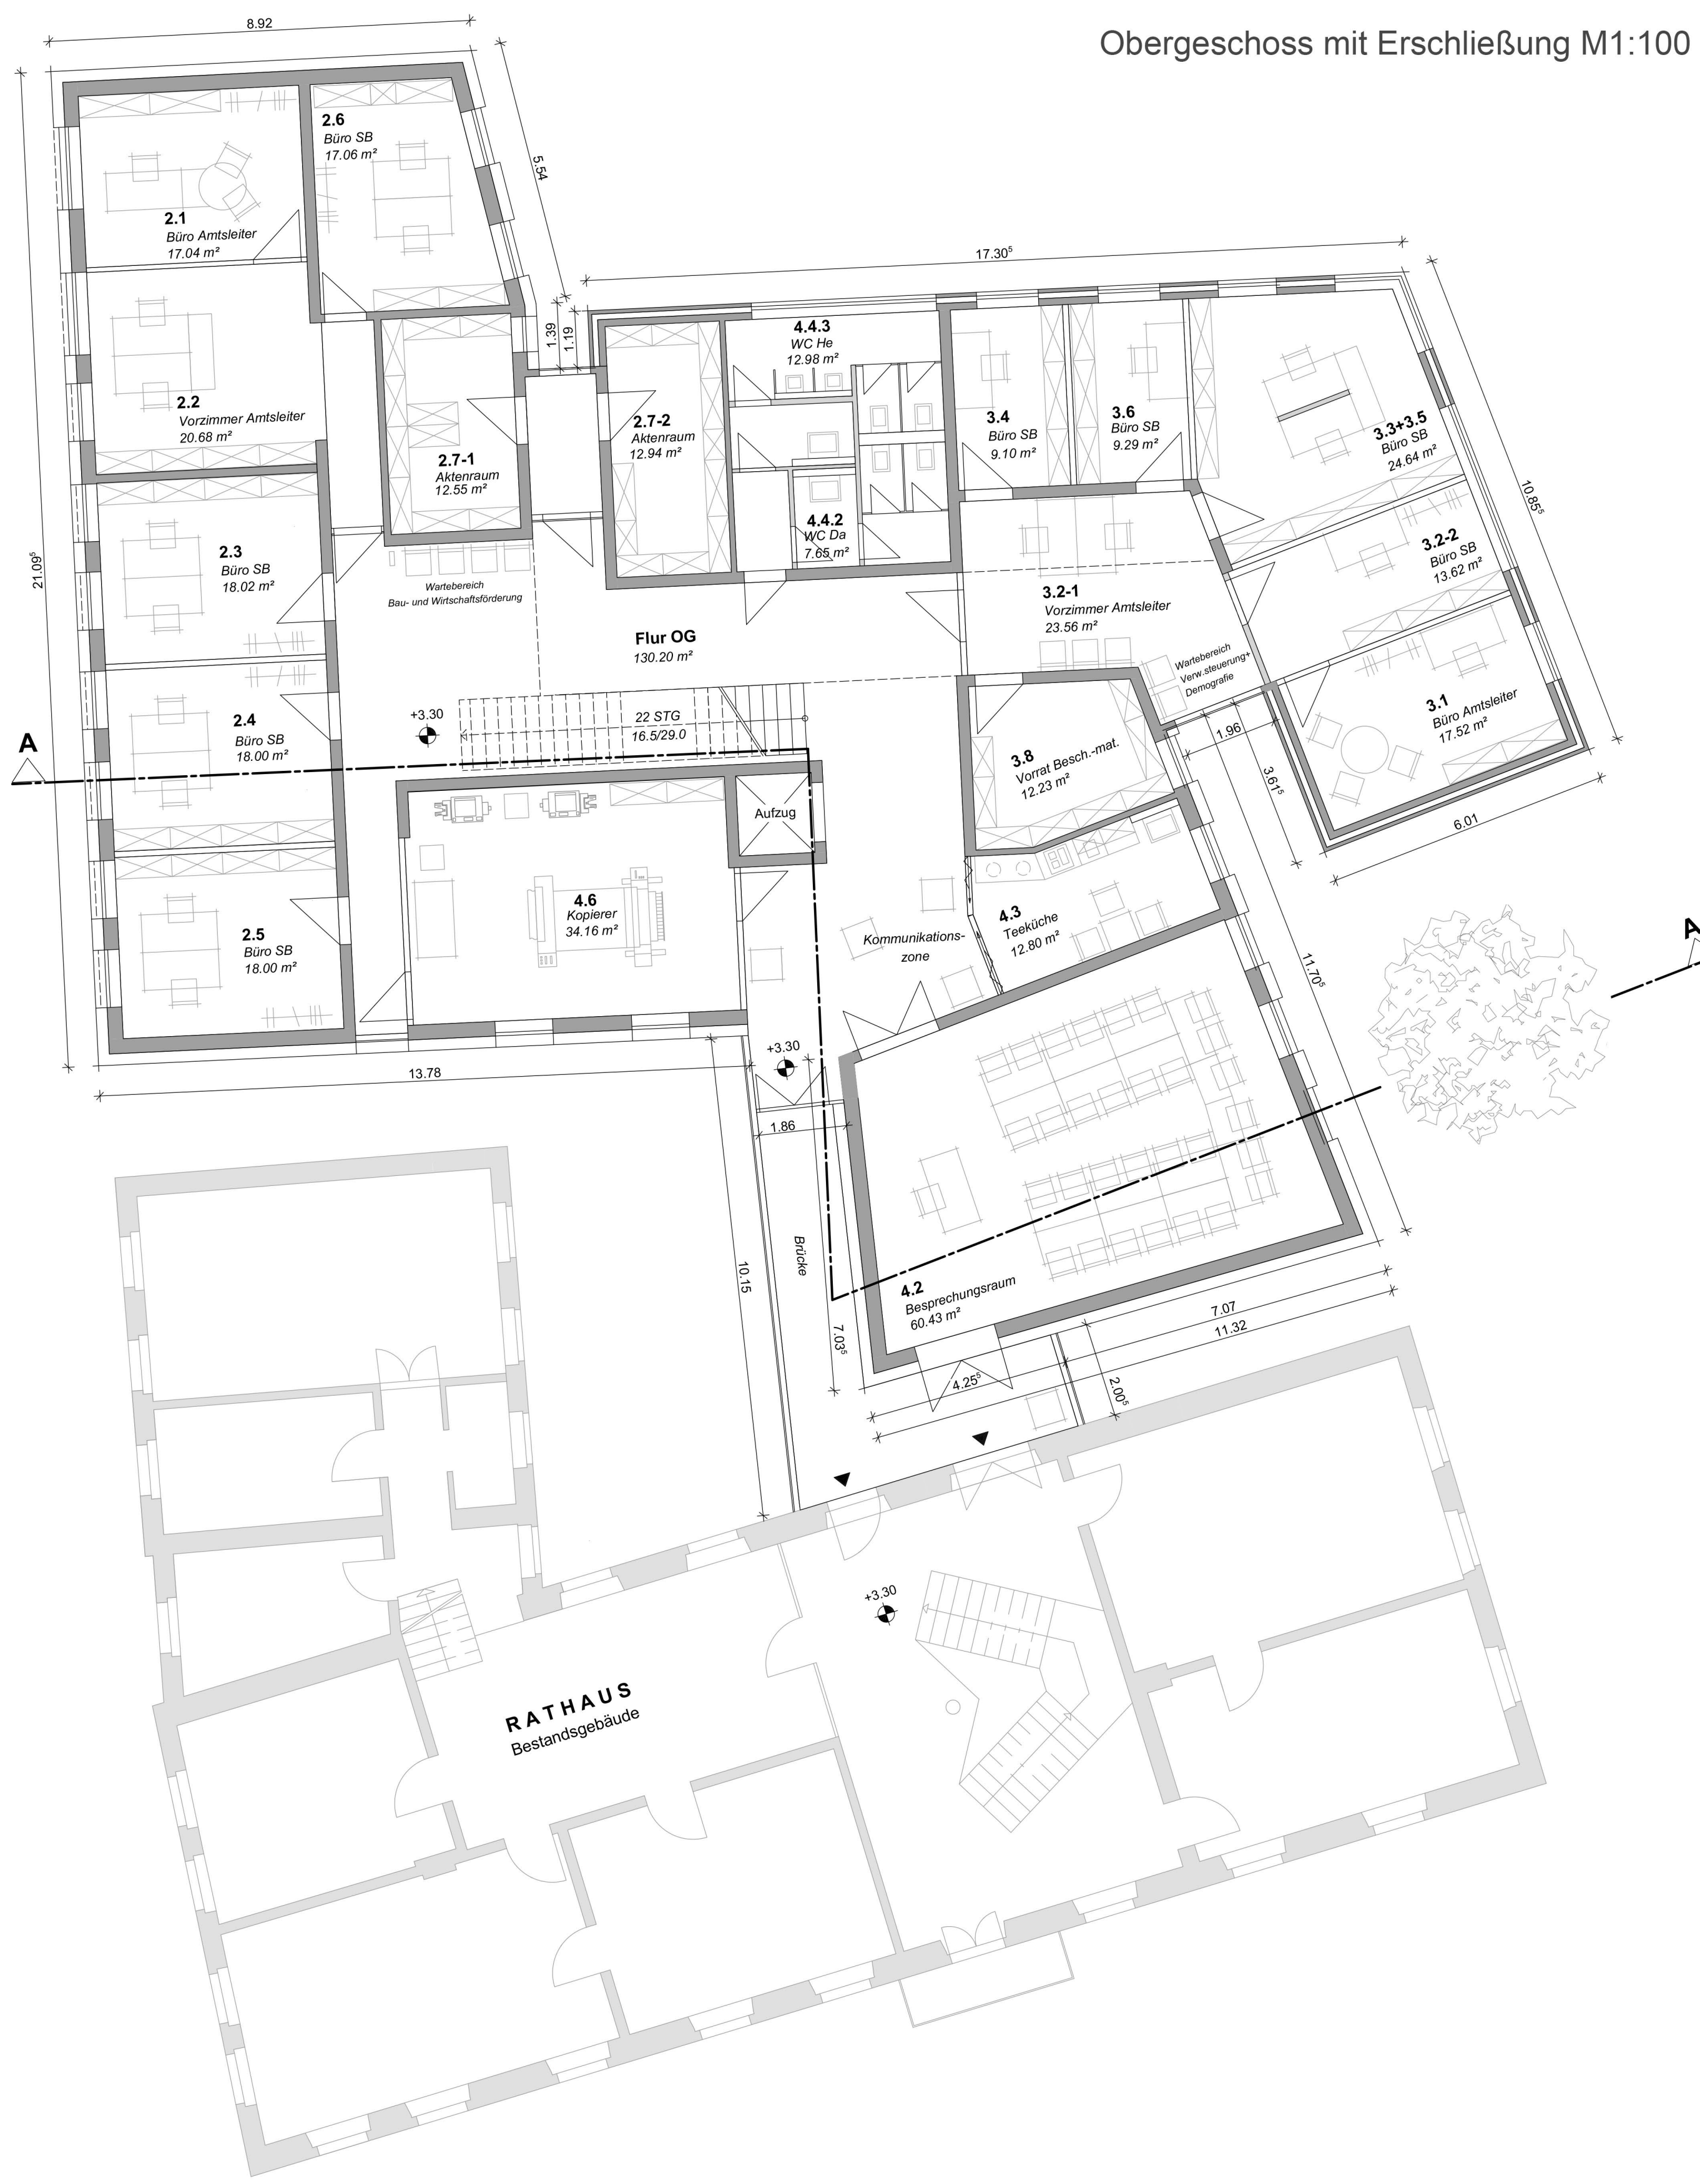 Obergeschoss mit Erschließung M1:100
8.92
5.54
21.09⁵
2.1
Büro Amtsleiter
17.04 m²
2.6
Büro SB
17.06 m²
17.30⁵
1.39
1.19
10.85⁵
2.2
Vorzimmer Amtsleiter
20.68 m²
2.7-1
Aktenraum
12.55 m²
2.7-2
Aktenraum
12.94 m²
4.4.3
WC He
12.98 m²
4.4.2
WC Da
7.65 m²
3.4
Büro SB
9.10 m²
3.6
Büro SB
9.29 m²
3.3+3.5
Büro SB
24.64 m²
2.3
Büro SB
18.02 m²
Wartebereich
Bau- und Wirtschaftsförderung
Flur OG
130.20 m²
3.2-1
Vorzimmer Amtsleiter
23.56 m²
3.2-2
Büro SB
13.62 m²
Wartebereich
Verw.steuerung+
Demografie
3.1
Büro Amtsleiter
17.52 m²
2.4
Büro SB
18.00 m²
+3.30
22 STG
16.5/29.0
A
3.8
Vorrat Besch.-mat.
12.23 m²
1.96
3.61⁵
6.01
Aufzug
2.5
Büro SB
18.00 m²
4.6
Kopierer
34.16 m²
Kommunikations-
zone
4.3
Teeküche
12.80 m²
11.70⁵
A
13.78
+3.30
1.86
10.15
Brücke
7.03⁵
4.2
Besprechungsraum
60.43 m²
7.07
11.32
4.25⁵
2.00⁵
+3.30
RATHAUS
Bestandsgebäude